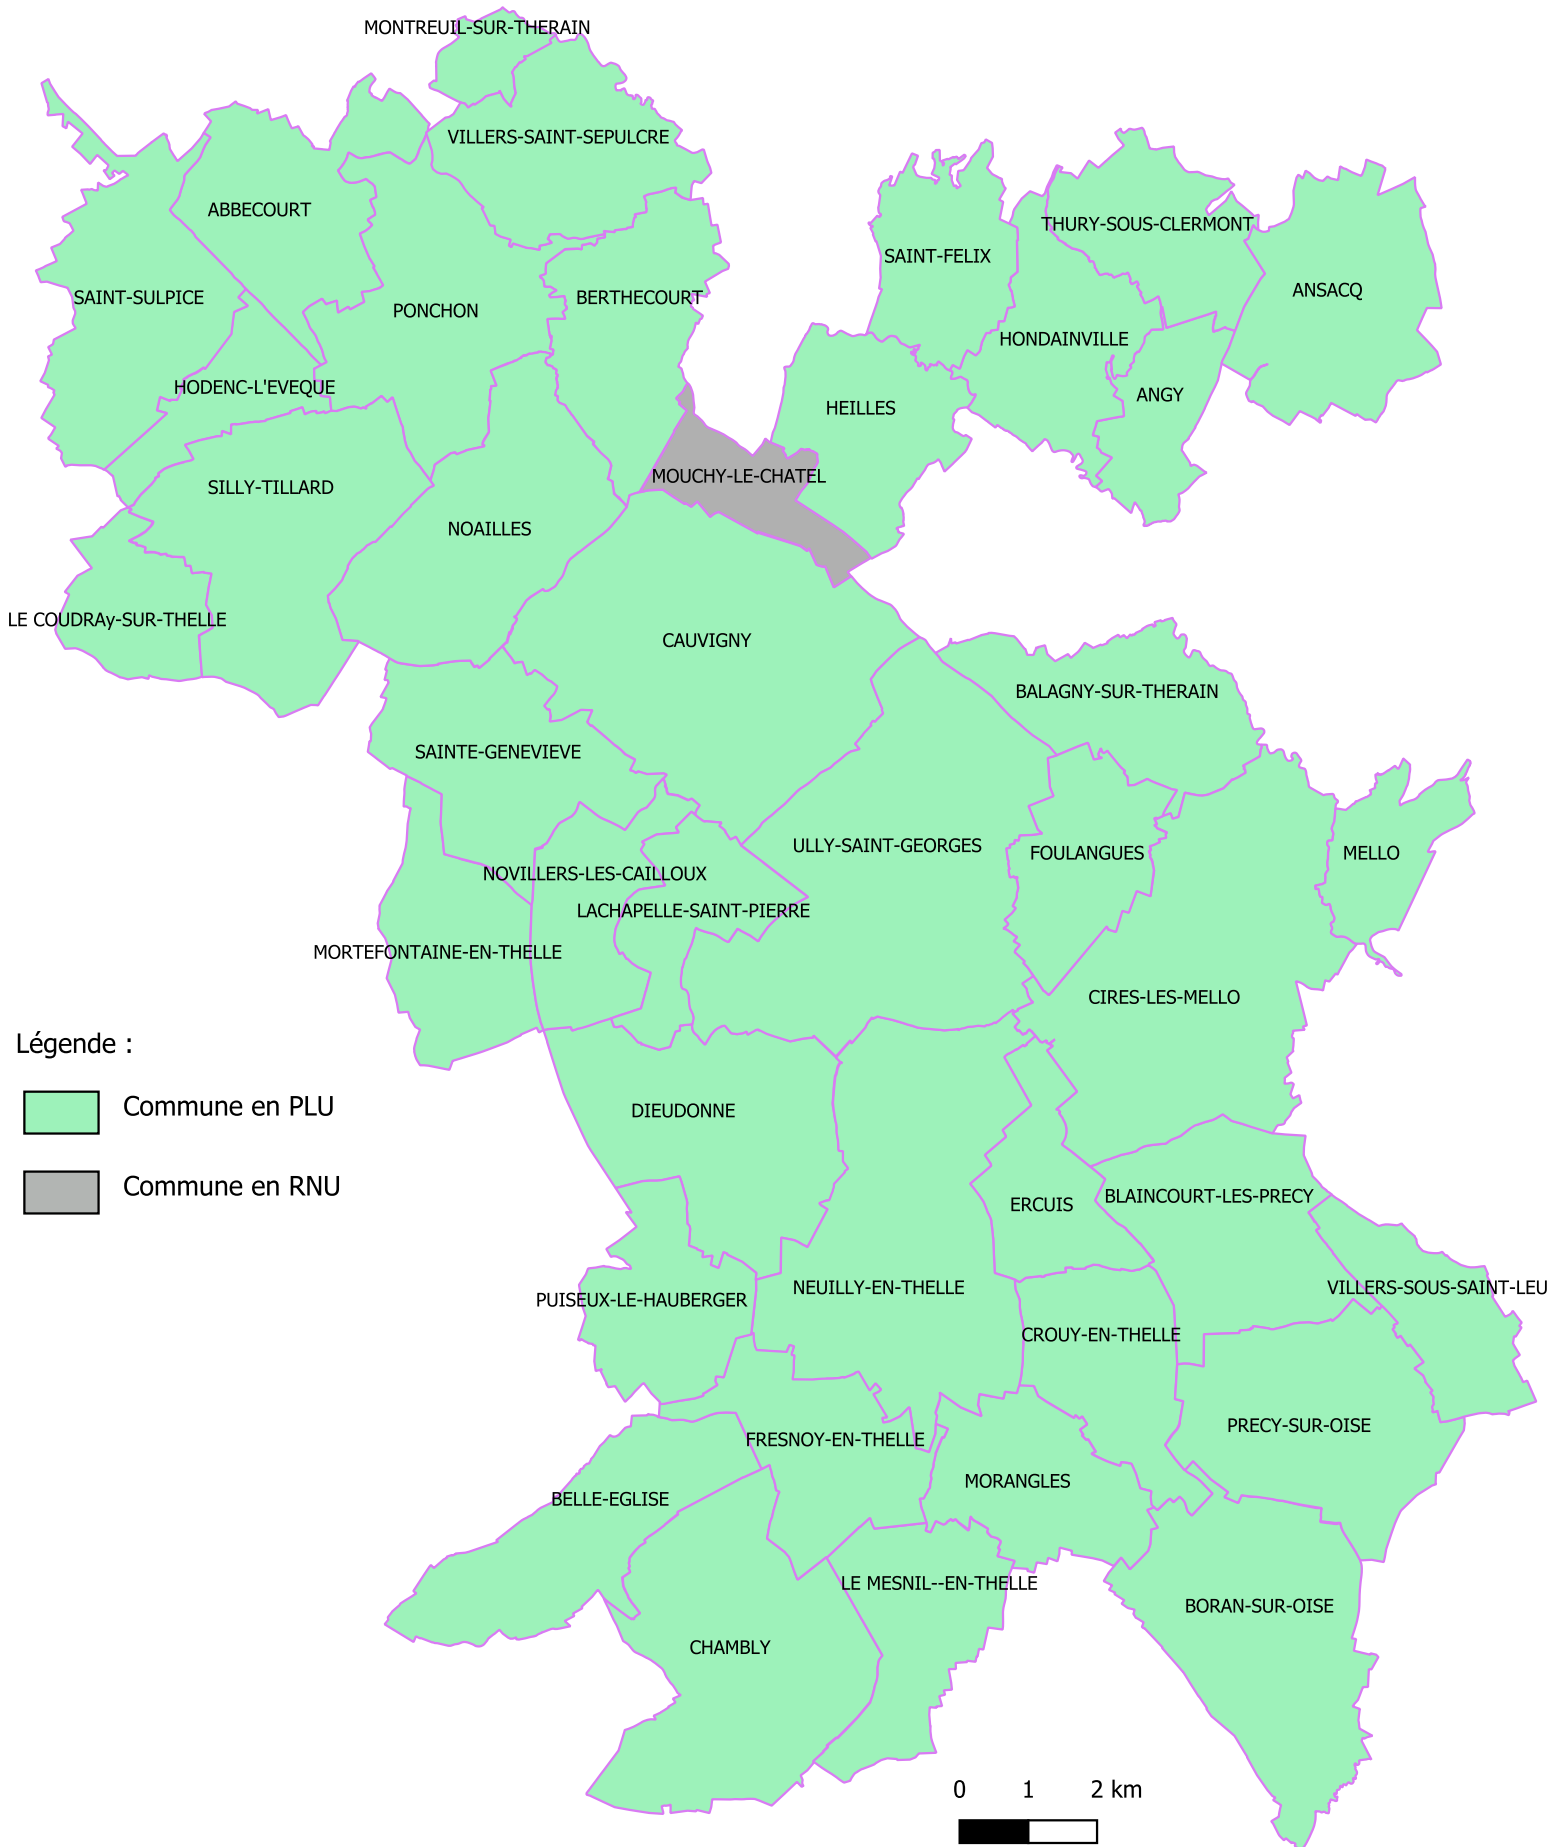 MONTREUIL-SUR-THERAIN
VILLERS-SAINT-SEPULCRE
ABBECOURT
THURY-SOUS-CLERMONT
SAINT-FELIX
ANSACQ
SAINT-SULPICE
BERTHECOURT
PONCHON
HONDAINVILLE
HODENC-L'EVEQUE
ANGY
HEILLES
MOUCHY-LE-CHATEL
SILLY-TILLARD
NOAILLES
LE COUDRAy-SUR-THELLE
CAUVIGNY
BALAGNY-SUR-THERAIN
SAINTE-GENEVIEVE
ULLY-SAINT-GEORGES
FOULANGUES
MELLO
NOVILLERS-LES-CAILLOUX
LACHAPELLE-SAINT-PIERRE
MORTEFONTAINE-EN-THELLE
CIRES-LES-MELLO
Légende :
Commune en PLU
Commune en RNU
DIEUDONNE
BLAINCOURT-LES-PRECY
ERCUIS
NEUILLY-EN-THELLE
VILLERS-SOUS-SAINT-LEU
PUISEUX-LE-HAUBERGER
CROUY-EN-THELLE
PRECY-SUR-OISE
FRESNOY-EN-THELLE
MORANGLES
BELLE-EGLISE
LE MESNIL--EN-THELLE
BORAN-SUR-OISE
CHAMBLY
0 1 2 km